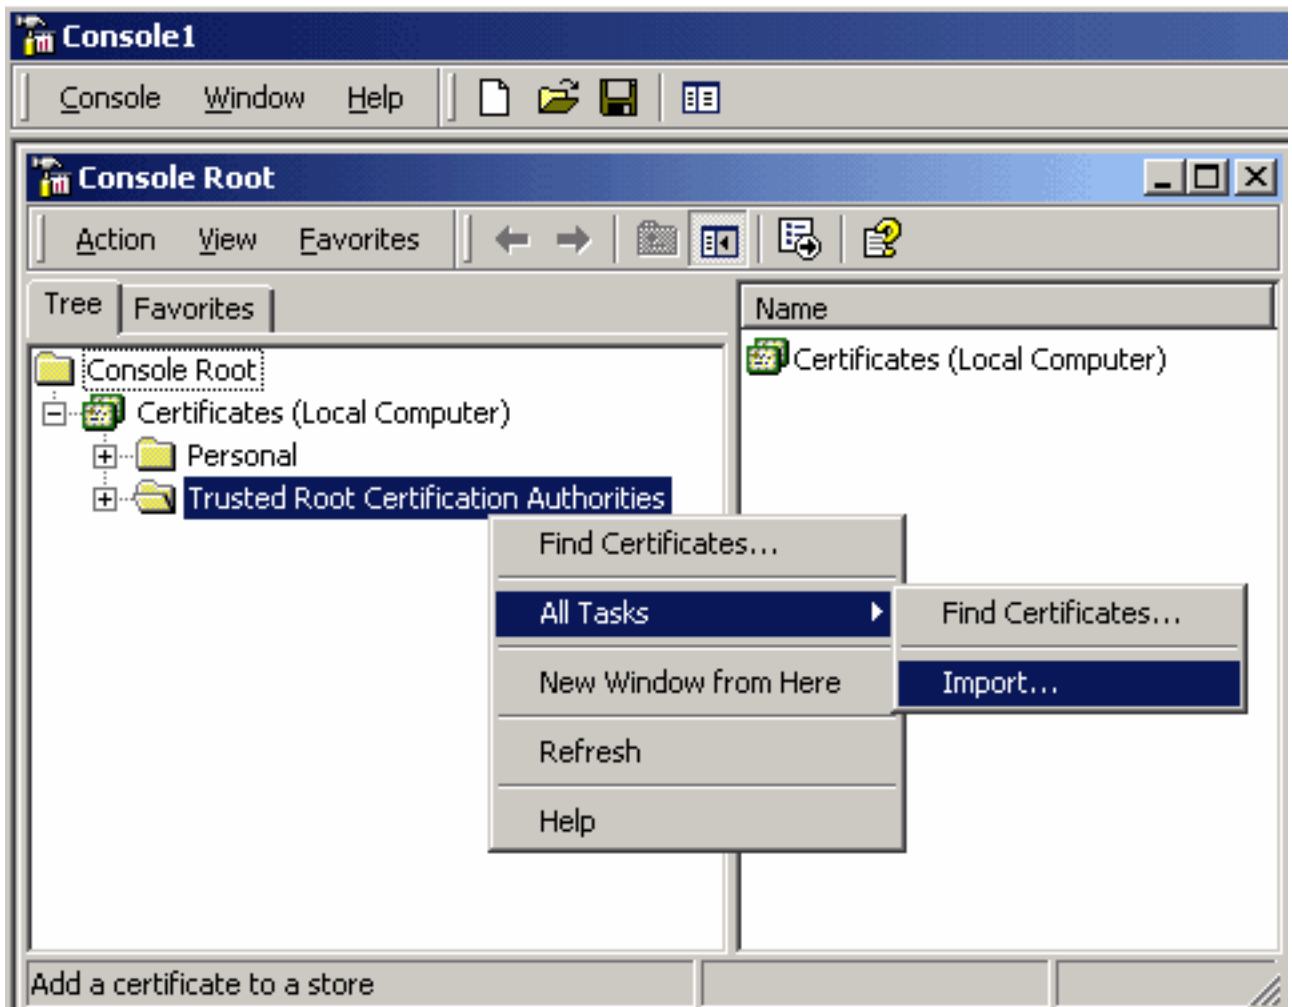 Console1
Console Window Help
Console Root
Action View Favorites
Tree Favorites
Name
Console Root
Certificates (Local Computer)
Certificates (Local Computer)
Personal
Trusted Root Certification Authorities
Find Certificates...
All Tasks
New Window from Here
Refresh
Help
Find Certificates...
Import...
Add a certificate to a store